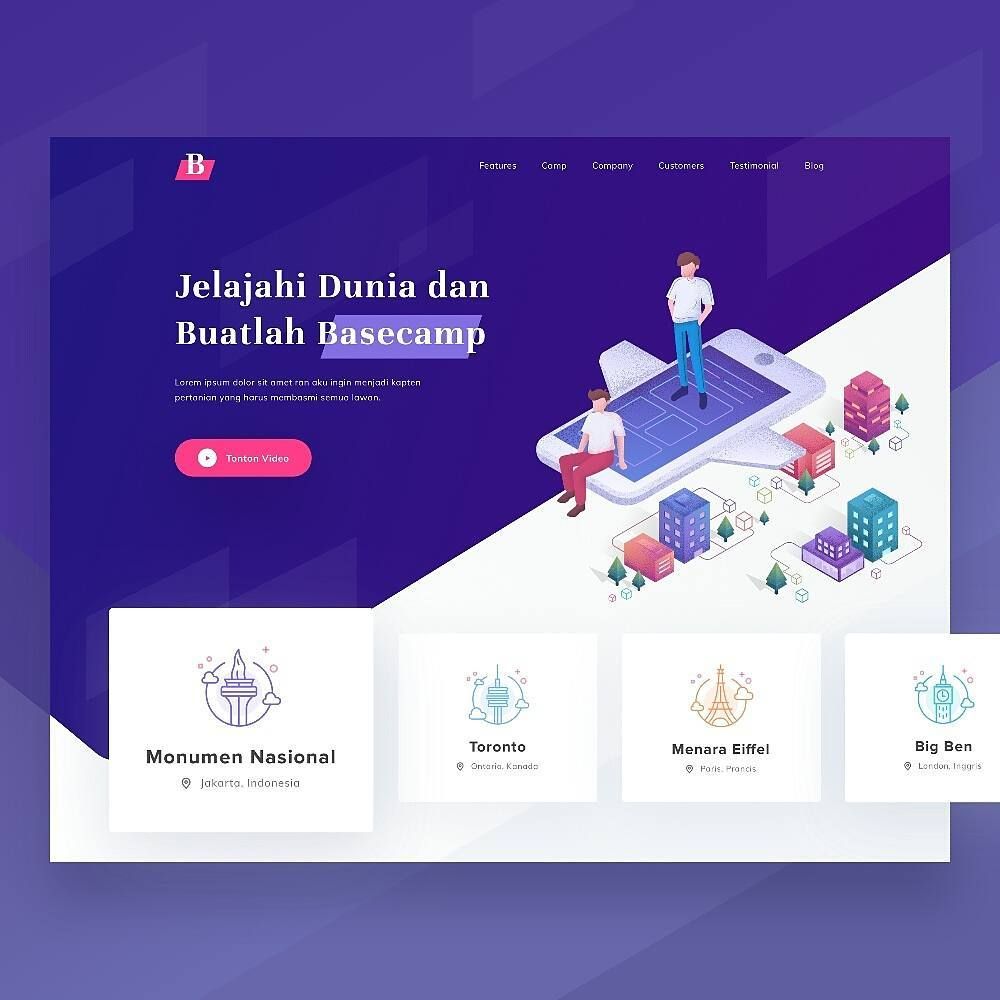 B
Features Camp Company Customers Testimonial Blog
Jelajahi Dunia dan
Buatlah Basecamp
Lorem ipsum dolor sit amet ran aku ingin menjadi kapten
pertanian yang harus membasmi semua lawan.
Tonton Video
Monumen Nasional
Jakarta, Indonesia
Toronto
Ontario, Kanada
Menara Eiffel
Paris, Prancis
Big Ben
London, Inggris